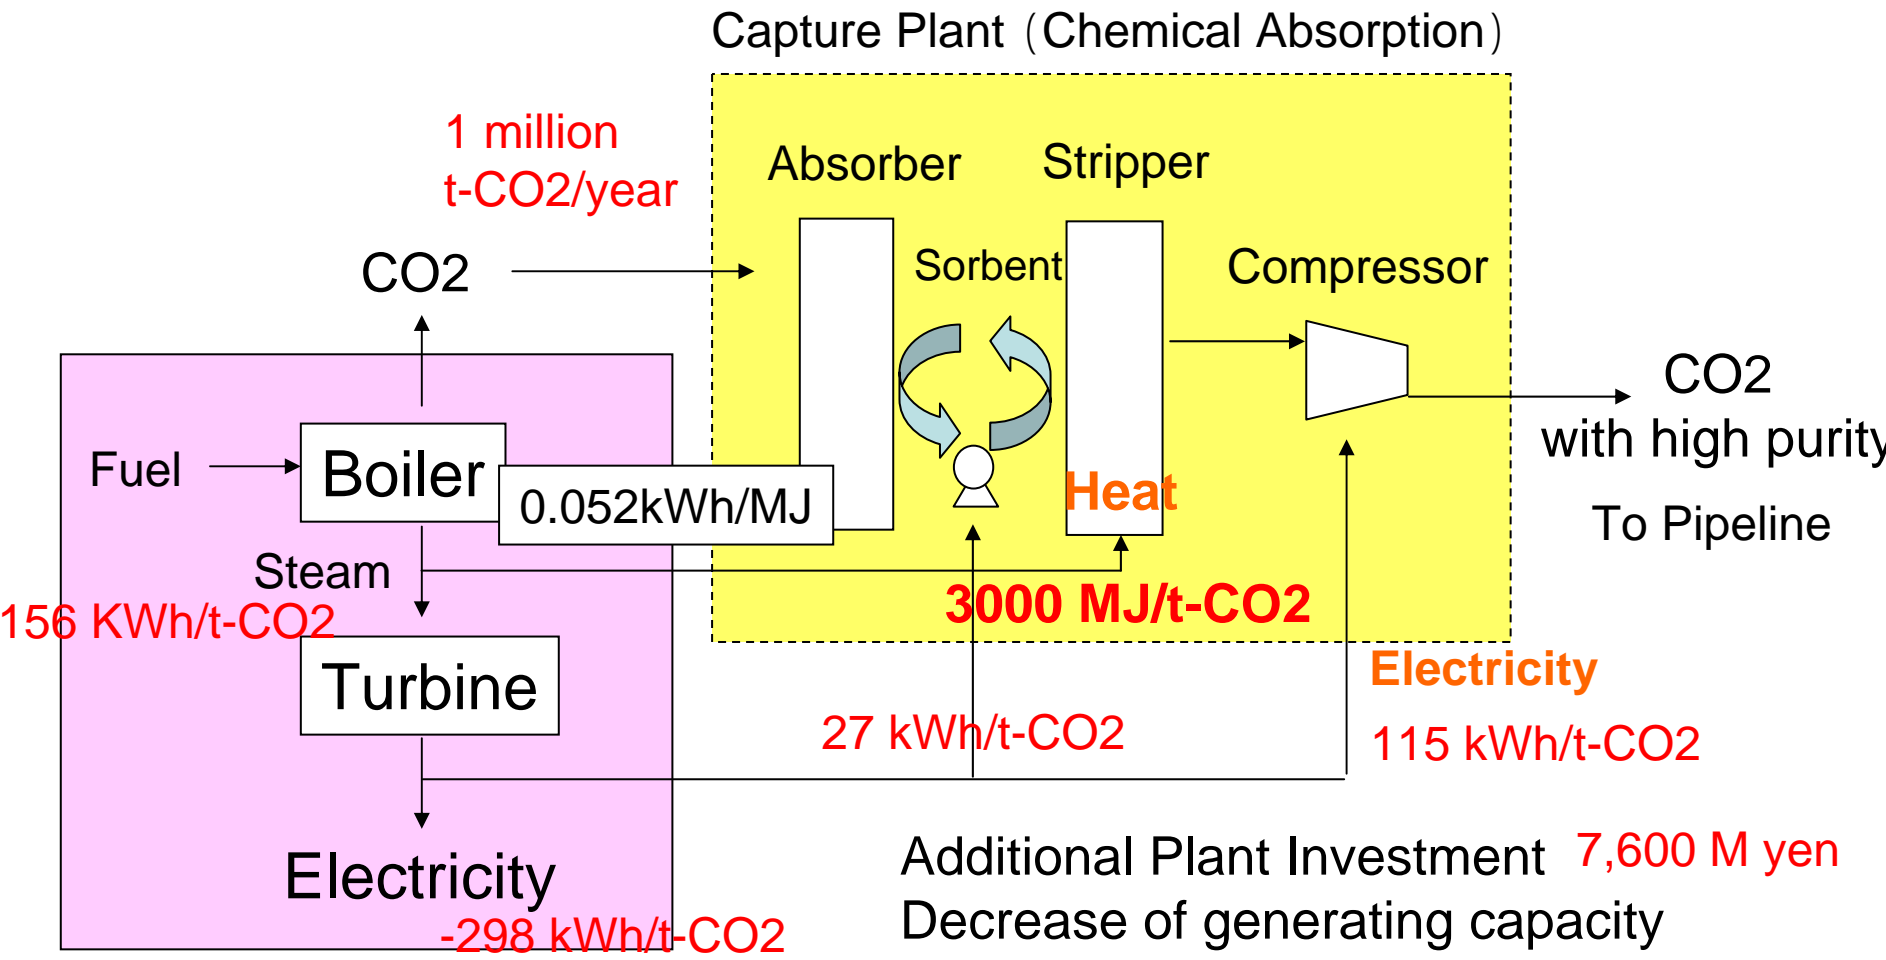 Capture Plant（Chemical Absorption）
1 million
t-CO2/year
Absorber
Stripper
CO2
Sorbent
Compressor
CO2
with high purity
To Pipeline
Fuel
Boiler
0.052kWh/MJ
Heat
Steam
3000 MJ/t-CO2
156 KWh/t-CO2
Turbine
Electricity
27 kWh/t-CO2
115 kWh/t-CO2
Electricity
-298 kWh/t-CO2
Additional Plant Investment 7,600 M yen
Decrease of generating capacity